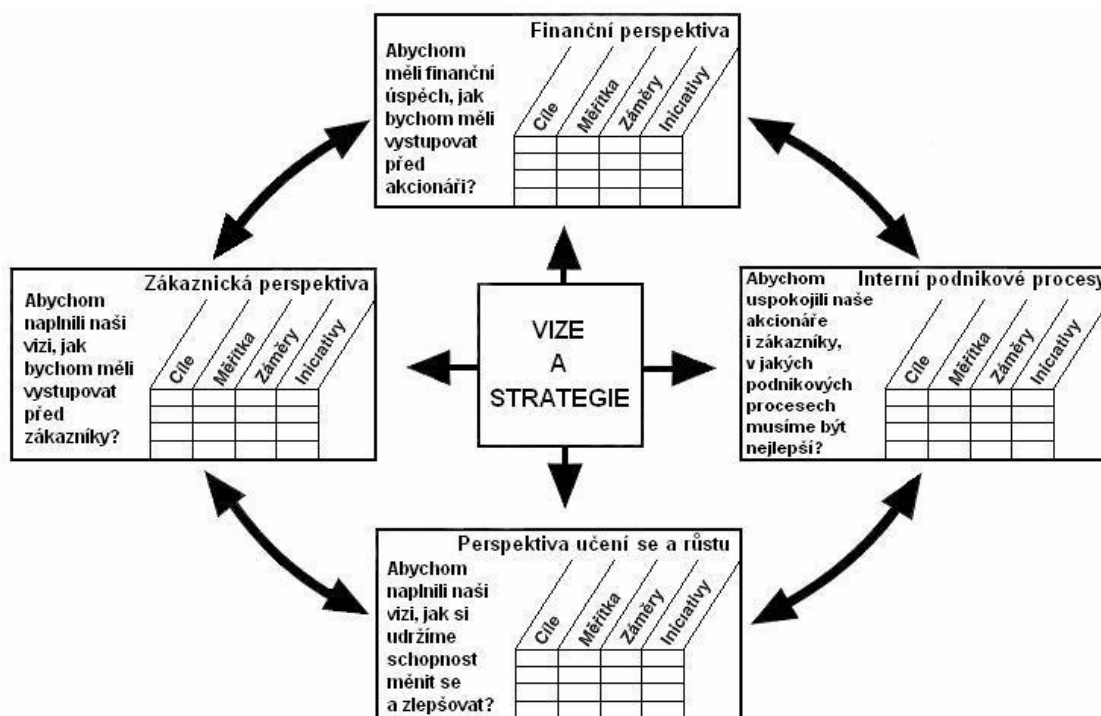 Finanční perspektiva
Abychom
měli finanční
úspěch, jak
bychom měli
vystupovat
před
akcionáři?
Cíle
Měřítka
Záměry
Iniciativy
Zákaznická perspektiva
Abychom
naplnili naši
vizi, jak
bychom měli
vystupovat
před
zákazníky?
Cíle
Měřítka
Záměry
Iniciativy
VIZE
A
STRATEGIE
Interní podnikové procesy
Abychom
uspokojili naše
akcionáře
i zákazníky,
v jakých
podnikových
procesech
musíme být
nejlepší?
Cíle
Měřítka
Záměry
Iniciativy
Perspektiva učení se a růstu
Abychom
naplnili naši
vizi, jak si
udržíme
schopnost
měnit se
a zlepšovat?
Cíle
Měřítka
Záměry
Iniciativy